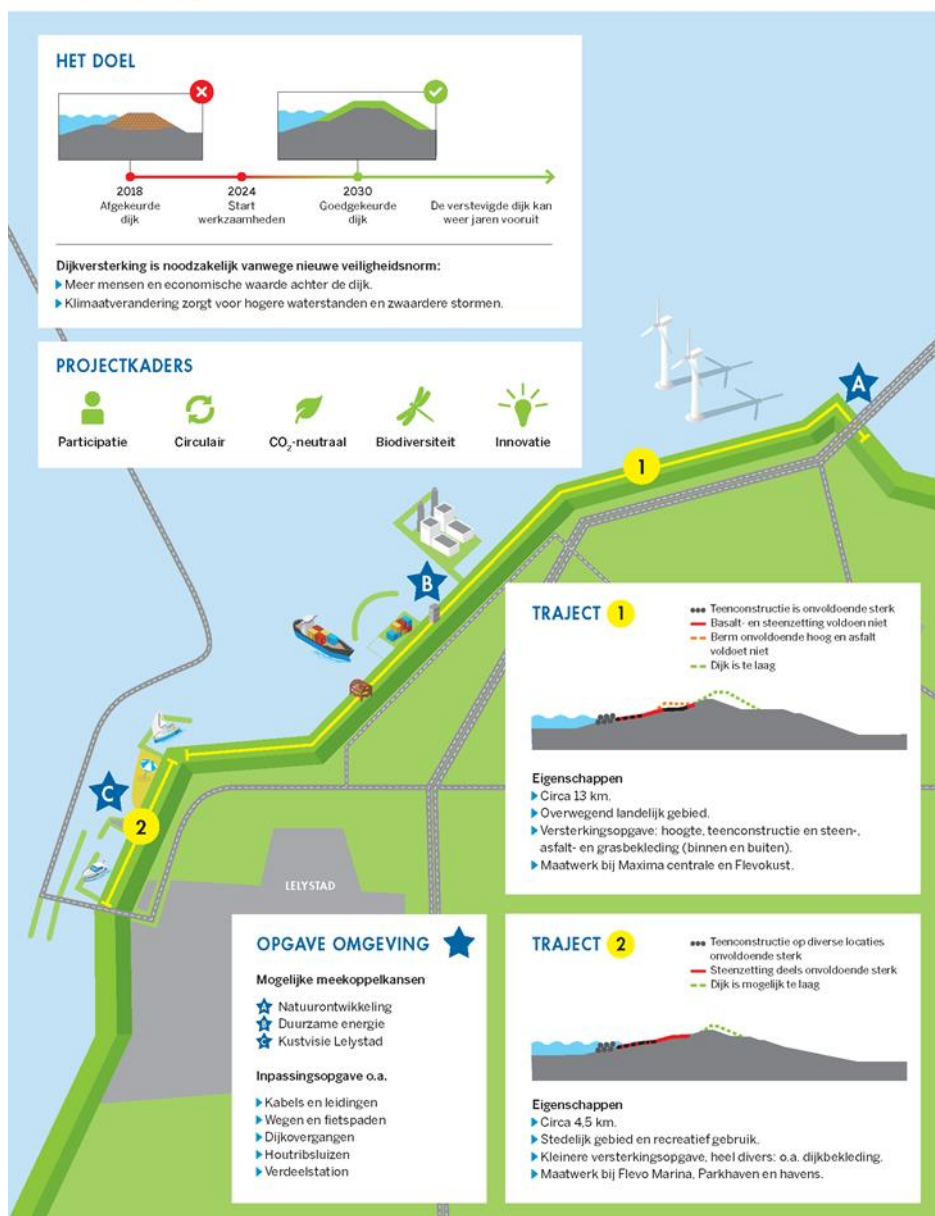 HET DOEL
2018
Afgekeurde
dijk
2024
Start
werkzaamheden
2030
Goedgekeurde
dijk
De verstevigde dijk kan
weer jaren vooruit
Dijkversterking is noodzakelijk vanwege nieuwe veiligheidsnorm:
Meer mensen en economische waarde achter de dijk.
Klimaatverandering zorgt voor hogere waterstanden en zwaardere stormen.
PROJECTKADERS
Participatie
Circulair
CO₂-neutraal
Biodiversiteit
Innovatie
A
1
B
C
2
LELYSTAD
TRAJECT 1
Teenconstructie is onvoldoende sterk
Basalt- en steenzetting voldoen niet
Berm onvoldoende hoog en asfalt
voldoet niet
Dijk is te laag
Eigenschappen
Circa 13 km.
Overwegend landelijk gebied.
Versterkingsopgave: hoogte, teenconstructie en steen-,
asfalt- en grasbekleding (binnen en buiten).
Maatwerk bij Maxima centrale en Flevokust.
OPGAVE OMGEVING
Mogelijke meekoppelkansen
A Natuurontwikkeling
B Duurzame energie
C Kustvisie Lelystad
Inpassingsopgave o.a.
Kabels en leidingen
Wegen en fietspaden
Dijkovergangen
Houtribsluizen
Verdeelstation
TRAJECT 2
Teenconstructie op diverse locaties
onvoldoende sterk
Steenzetting deels onvoldoende sterk
Dijk is mogelijk te laag
Eigenschappen
Circa 4,5 km.
Stedelijk gebied en recreatief gebruik.
Kleinere versterkingsopgave, heel divers: o.a. dijkbekleding.
Maatwerk bij Flevo Marina, Parkhaven en havens.